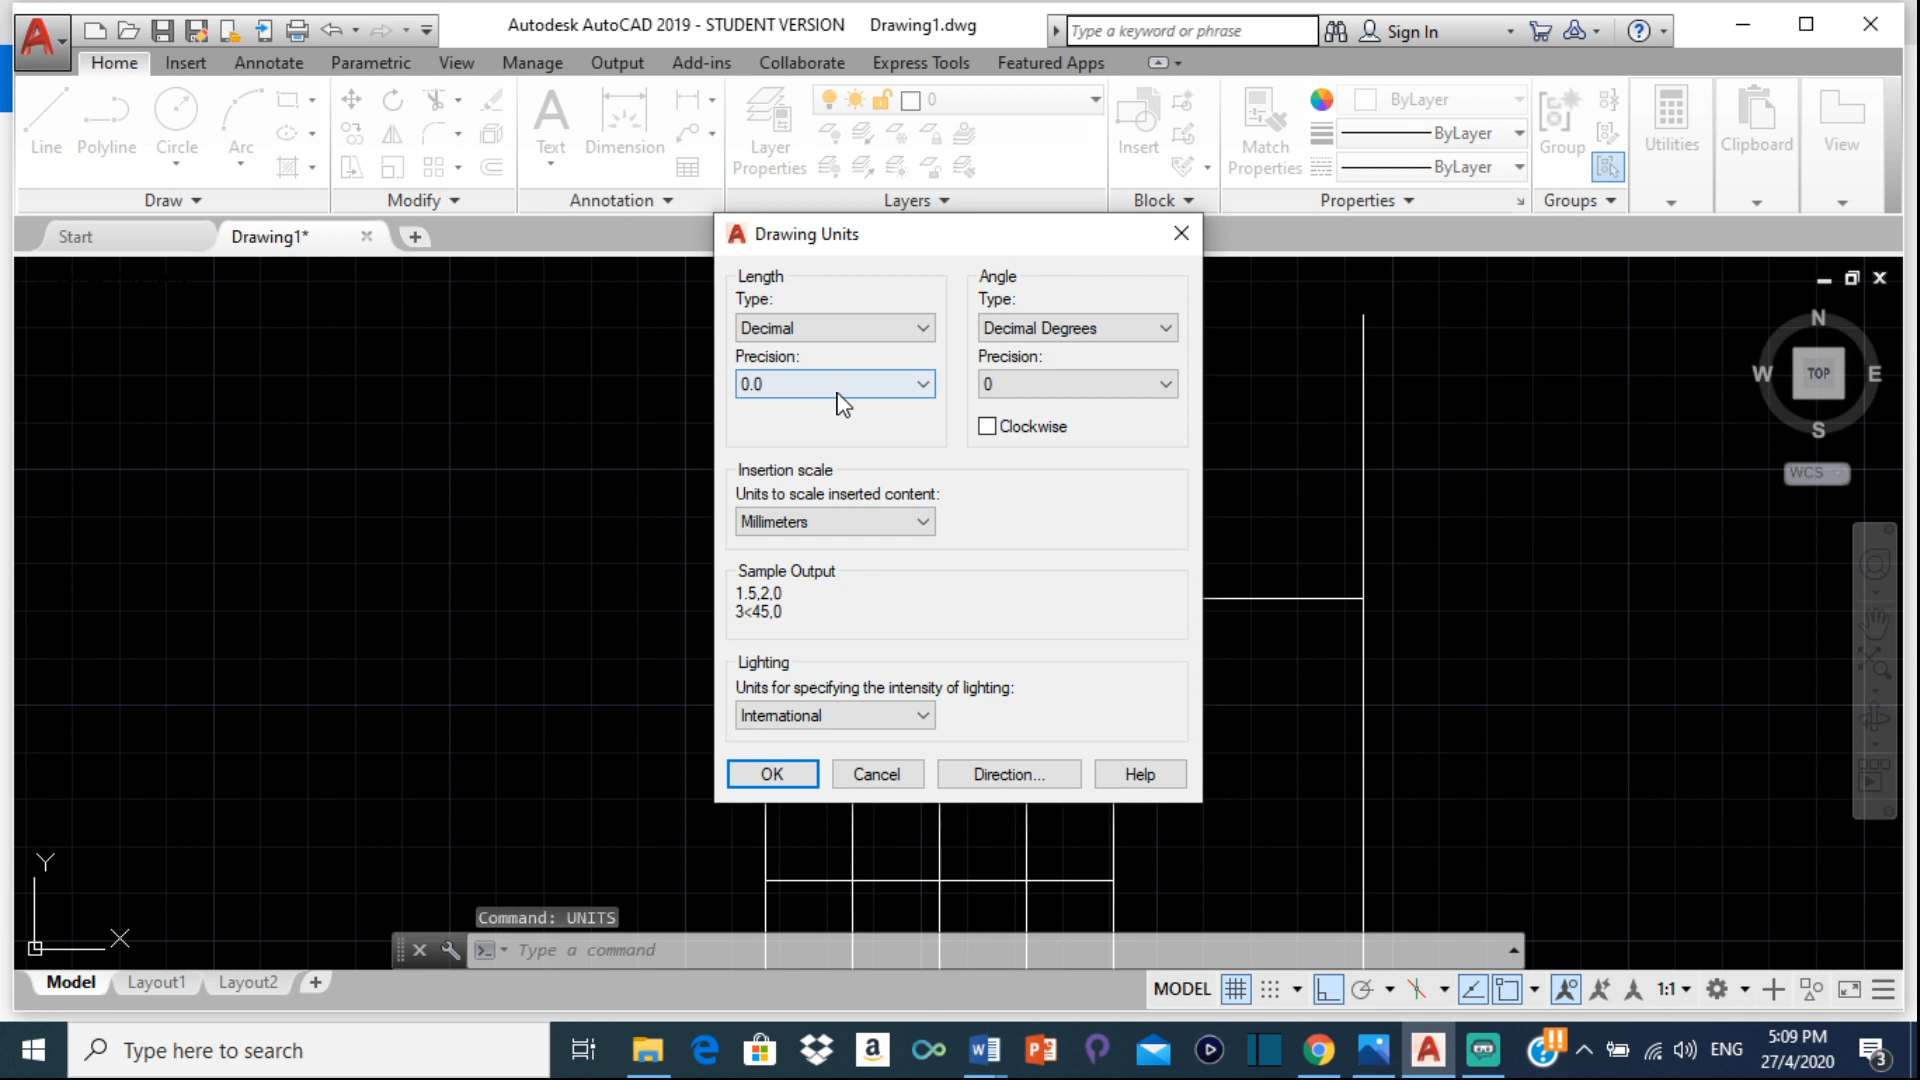 Autodesk AutoCAD 2019 - STUDENT VERSION Drawing1.dwg
Type a keyword or phrase
Sign In
Home Insert Annotate Parametric View Manage Output Add-ins Collaborate Express Tools Featured Apps
0
ByLayer
ByLayer
ByLayer
Line Polyline Circle Arc
Text Dimension
Layer Properties
Insert
Match Properties
Group
Utilities
Clipboard
View
Draw Modify Annotation Layers Block Properties Groups
Start Drawing1*
Drawing Units
Length
Type:
Decimal
Precision:
0.0
Angle
Type:
Decimal Degrees
Precision:
0
Clockwise
Insertion scale
Units to scale inserted content:
Millimeters
Sample Output
1.5,2,0
3<45,0
Lighting
Units for specifying the intensity of lighting:
International
OK Cancel Direction... Help
N
W TOP E
S
WCS
Y
X
Command: UNITS
Type a command
Model Layout1 Layout2
MODEL 1:1
Type here to search
ENG
5:09 PM
27/4/2020
3